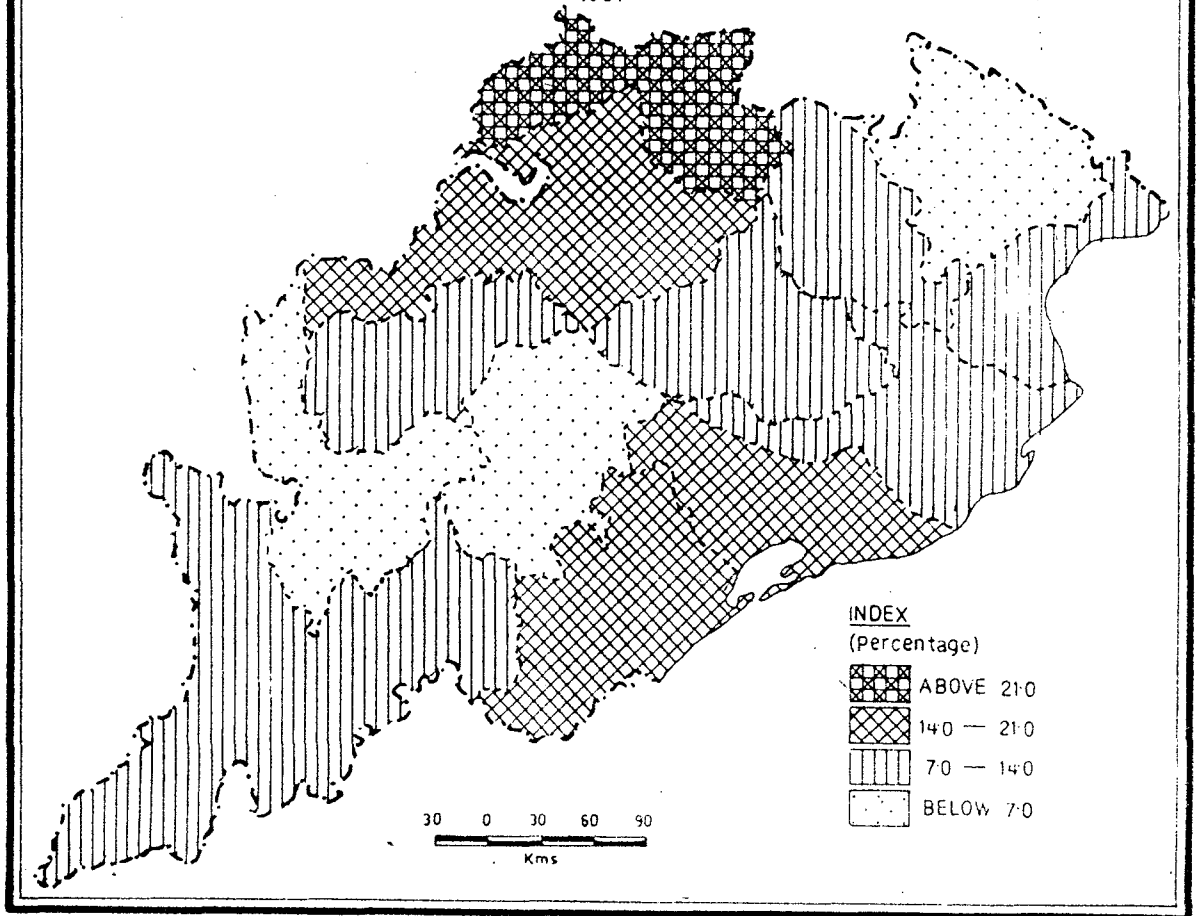 INDEX
(Percentage)
ABOVE 21·0
14·0 — 21·0
7·0 — 14·0
BELOW 7·0
30 0 30 60 90
Kms